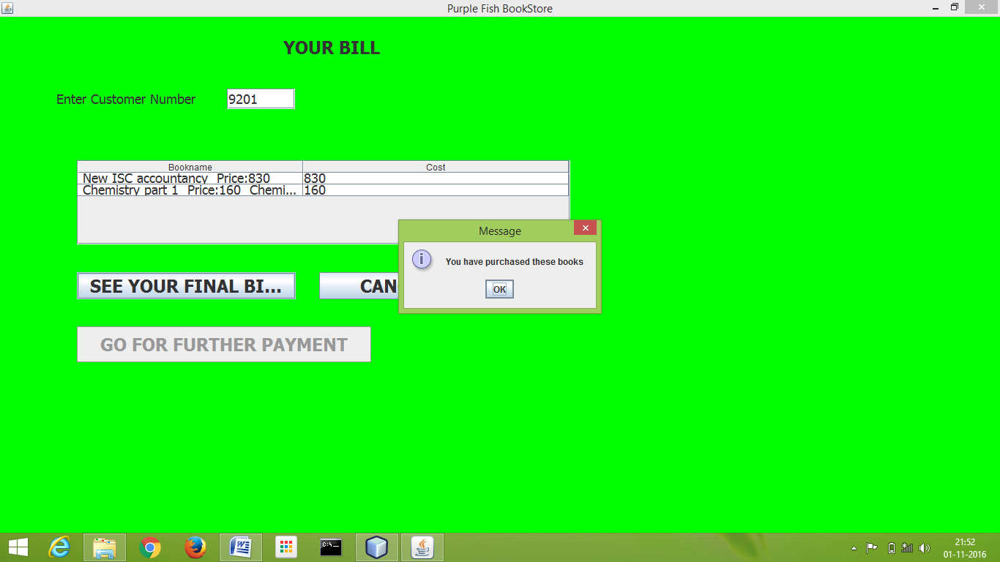 Purple Fish BookStore
YOUR BILL
Enter Customer Number 9201
Bookname Cost
New ISC accountancy Price:830 830
Chemistry part 1 Price:160 Chemi... 160
Message
You have purchased these books
OK
SEE YOUR FINAL BI... CAN
GO FOR FURTHER PAYMENT
21:52
01-11-2016